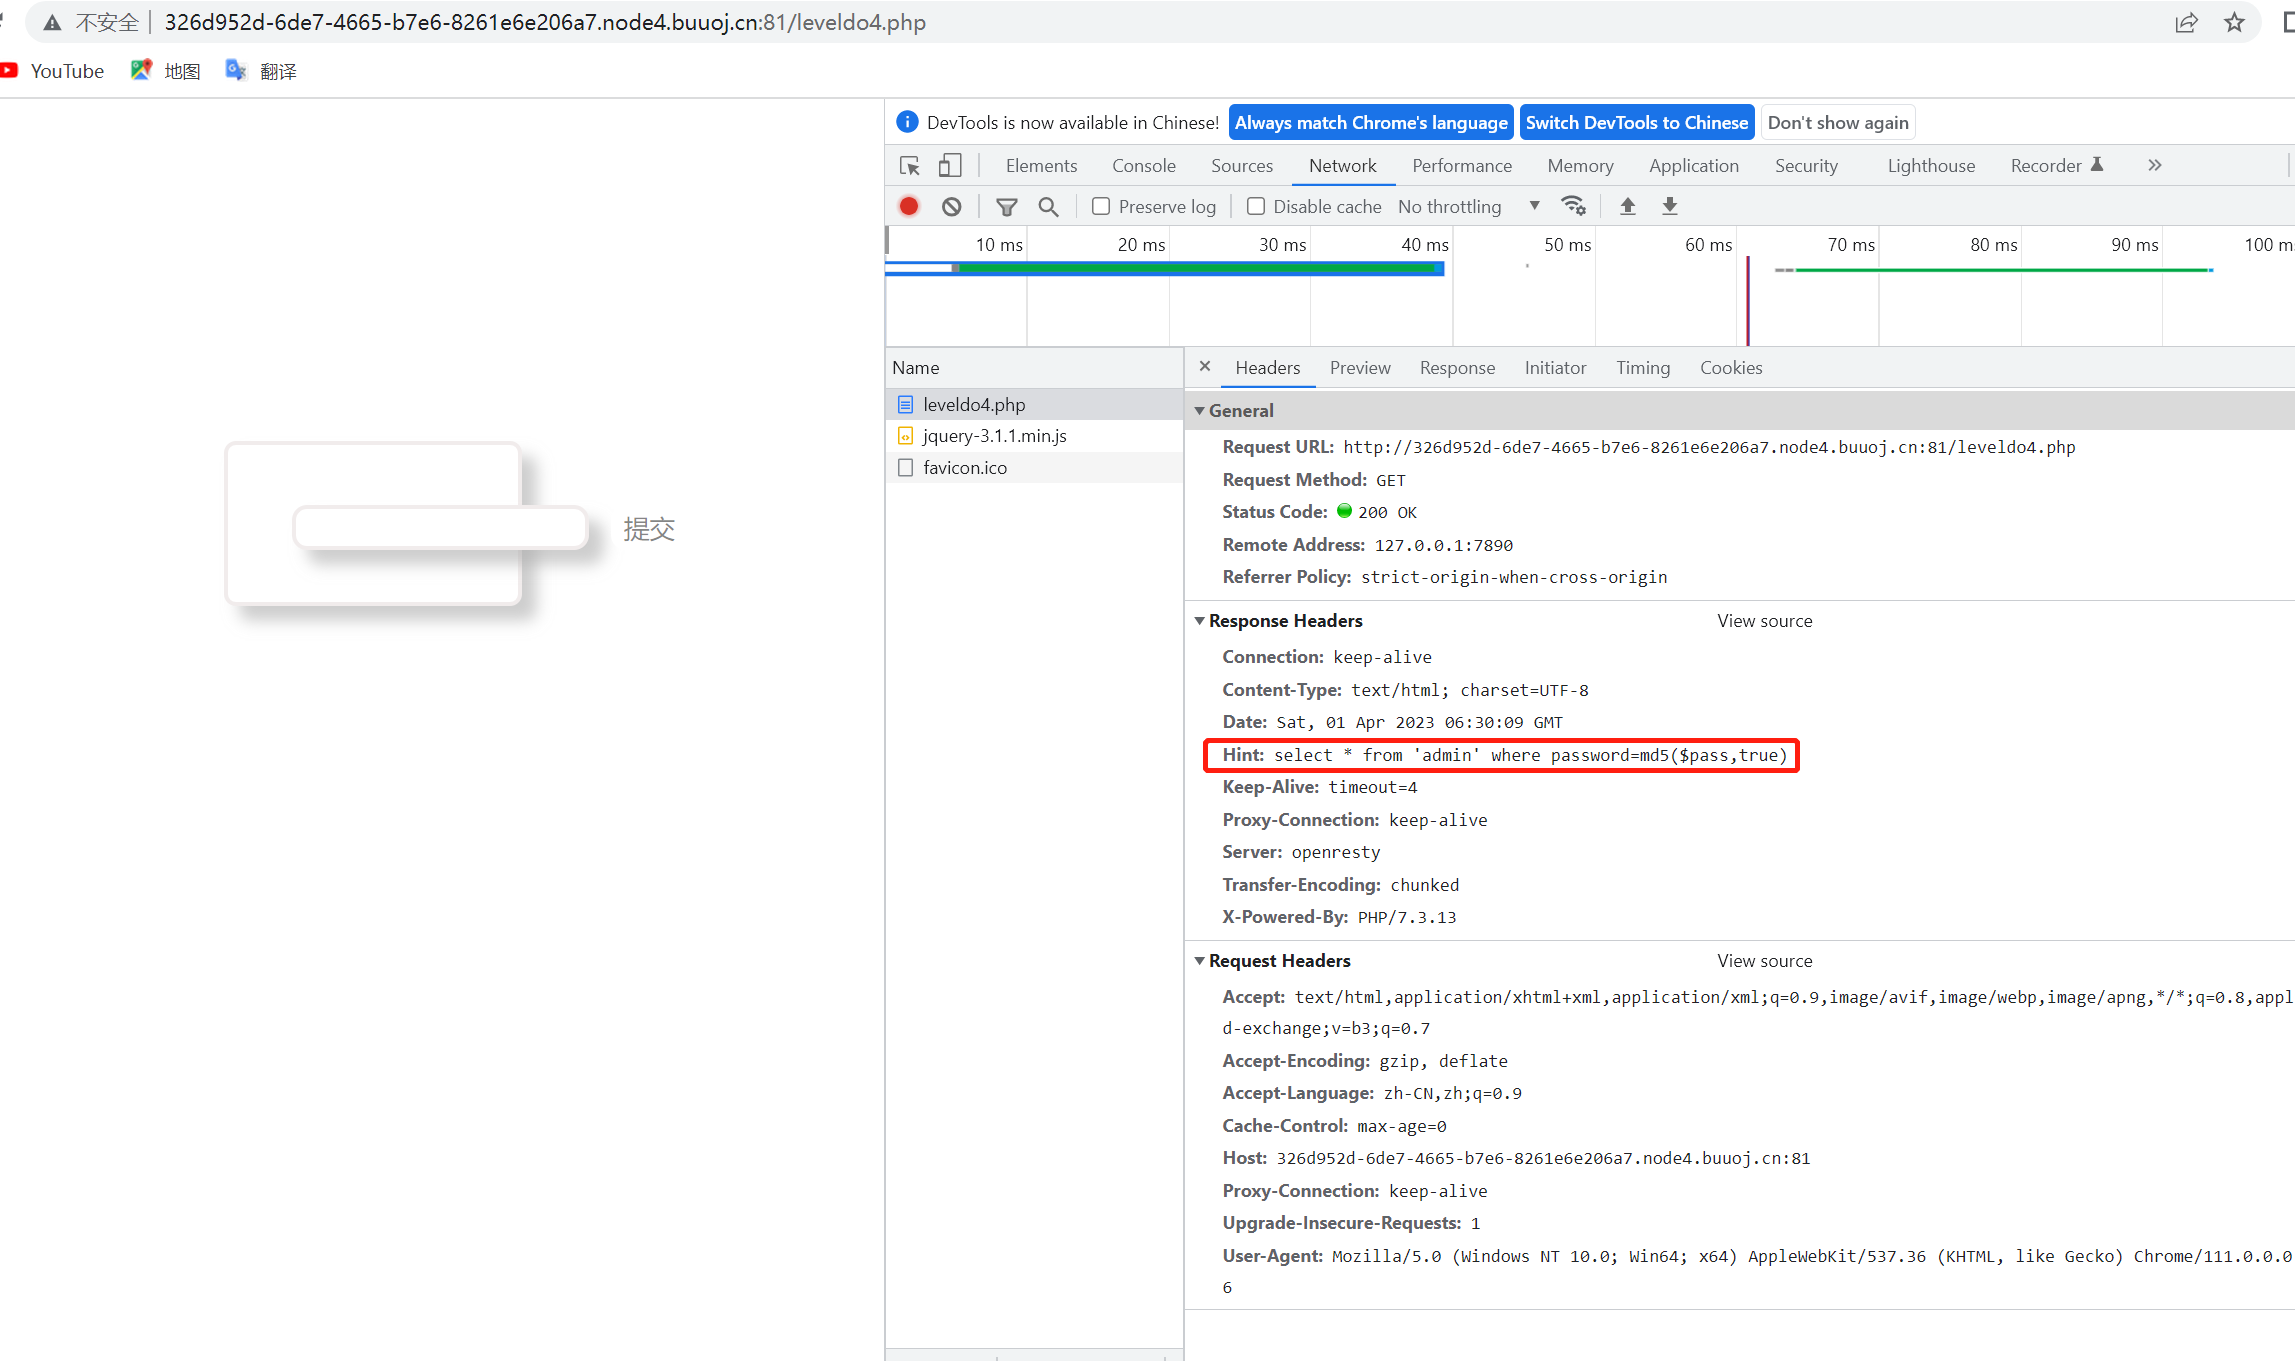 不安全 326d952d-6de7-4665-b7e6-8261e6e206a7.node4.buuoj.cn:81/leveldo4.php
YouTube 地图 翻译
DevTools is now available in Chinese! Always match Chrome's language Switch DevTools to Chinese Don't show again
Elements Console Sources Network Performance Memory Application Security Lighthouse Recorder
Preserve log Disable cache No throttling
10 ms 20 ms 30 ms 40 ms 50 ms 60 ms 70 ms 80 ms 90 ms 100 ms
Name
leveldo4.php
jquery-3.1.1.min.js
favicon.ico
提交
Headers Preview Response Initiator Timing Cookies
General
Request URL: http://326d952d-6de7-4665-b7e6-8261e6e206a7.node4.buuoj.cn:81/leveldo4.php
Request Method: GET
Status Code: 200 OK
Remote Address: 127.0.0.1:7890
Referrer Policy: strict-origin-when-cross-origin
Response Headers View source
Connection: keep-alive
Content-Type: text/html; charset=UTF-8
Date: Sat, 01 Apr 2023 06:30:09 GMT
Hint: select * from 'admin' where password=md5($pass,true)
Keep-Alive: timeout=4
Proxy-Connection: keep-alive
Server: openresty
Transfer-Encoding: chunked
X-Powered-By: PHP/7.3.13
Request Headers View source
Accept: text/html,application/xhtml+xml,application/xml;q=0.9,image/avif,image/webp,image/apng,*/*;q=0.8,appl
d-exchange;v=b3;q=0.7
Accept-Encoding: gzip, deflate
Accept-Language: zh-CN,zh;q=0.9
Cache-Control: max-age=0
Host: 326d952d-6de7-4665-b7e6-8261e6e206a7.node4.buuoj.cn:81
Proxy-Connection: keep-alive
Upgrade-Insecure-Requests: 1
User-Agent: Mozilla/5.0 (Windows NT 10.0; Win64; x64) AppleWebKit/537.36 (KHTML, like Gecko) Chrome/111.0.0.0
6